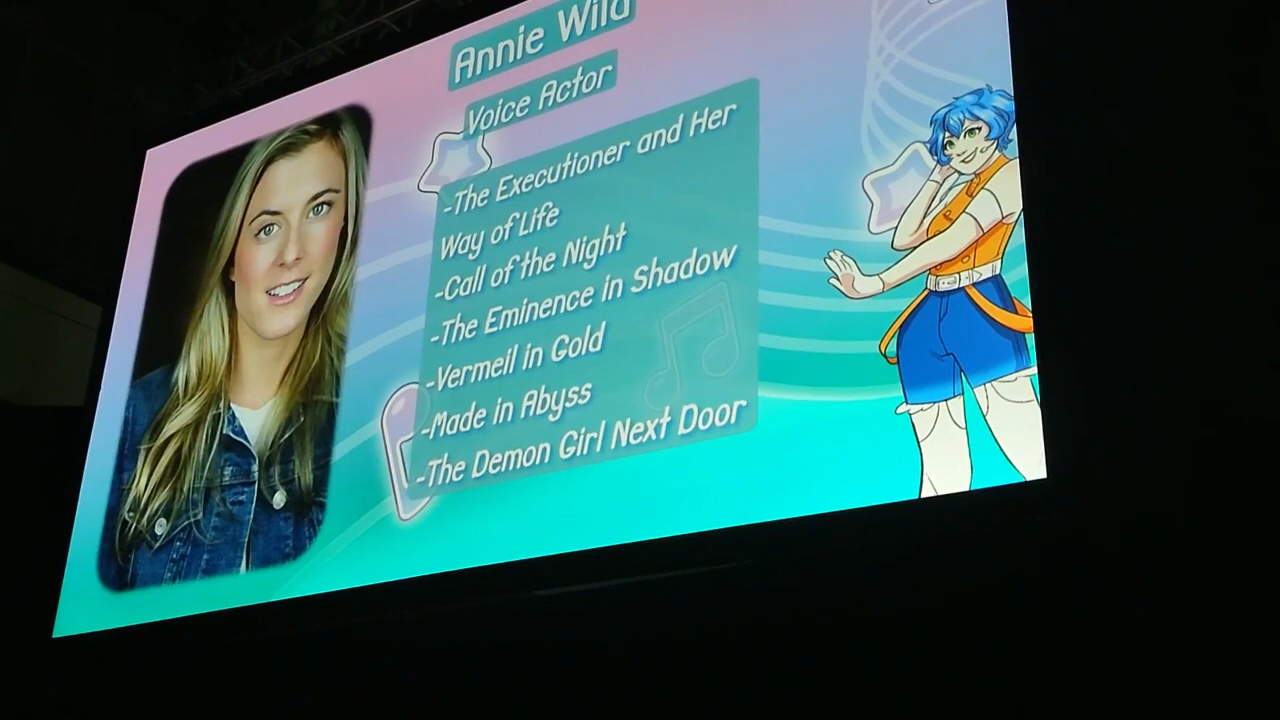 Annie Wild
Voice Actor
-The Executioner and Her
Way of Life
-Call of the Night
-The Eminence in Shadow
-Vermeil in Gold
-Made in Abyss
-The Demon Girl Next Door